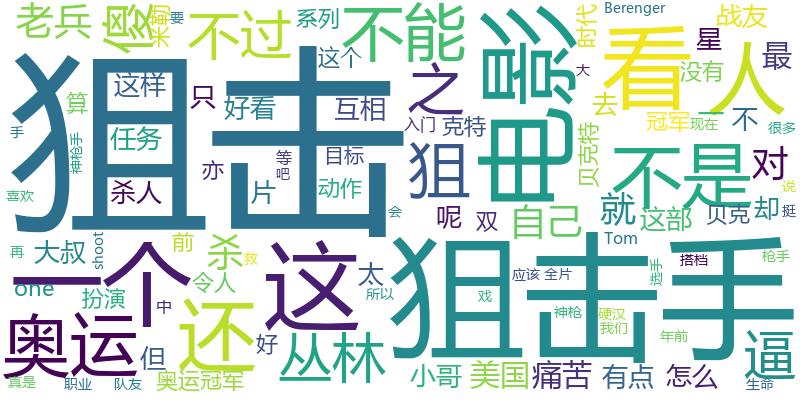 老兵
傻
米勒
要
不过
系列
不能
电影
时代
Berenger
看
战友
星
最
人
没有
狙击
这样
只
好看
这个
互相
之
入门
克特
去
冠军
现在
不
很多
大
算
任务
手
神枪手
亦
等
吧
目标
狙
贝克特
不是
对
说
喜欢
杀人
片
动作
会
呢
双
自己
就
这部
贝克
却
挺
再
大叔
shoot
前
杀
救
这
狙击手
Tom
one
一个
令人
太
所以
应该
全片
选手
搭档
枪手
扮演
中
戏
神枪
硬汉
我们
年前
奥运
还
好
丛林
但
逼
真是
职业
队友
奥运冠军
小哥
美国
痛苦
有点
怎么
生命